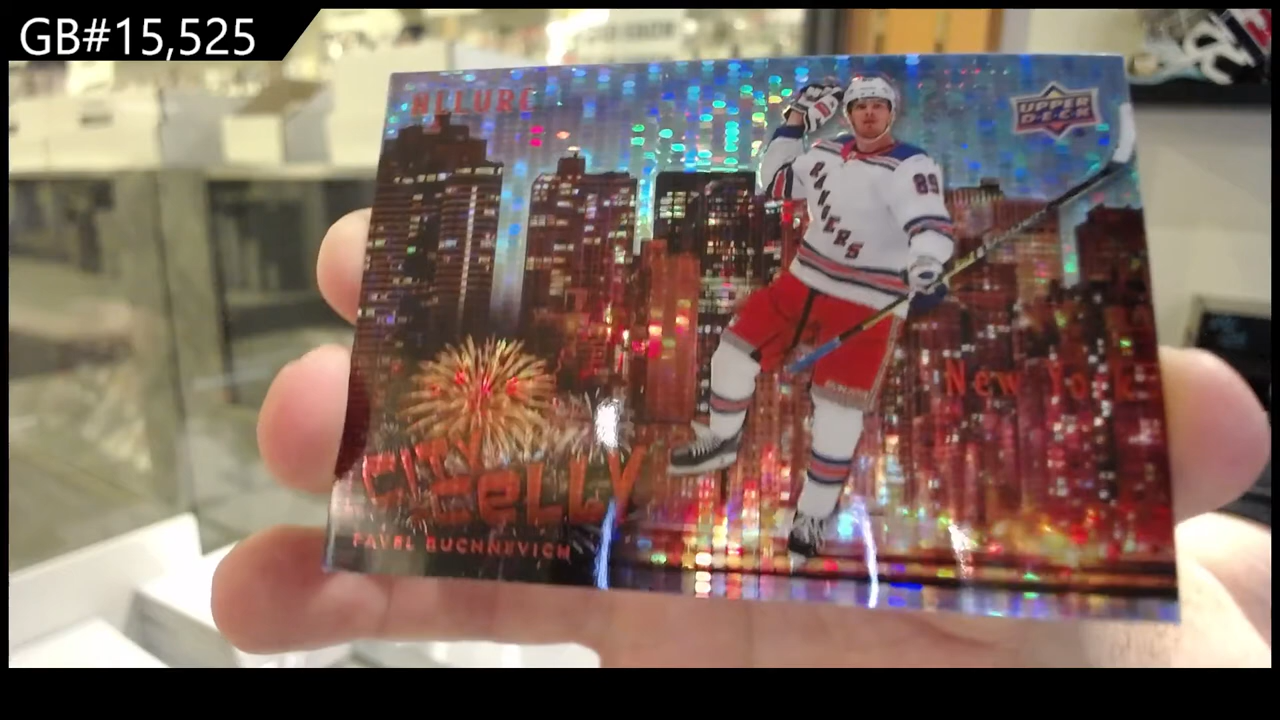 GB#15,525
ALLURE
UPPER
DECK
RANGERS
89
New York
CITY
CELLY
PAVEL BUCHNEVICH